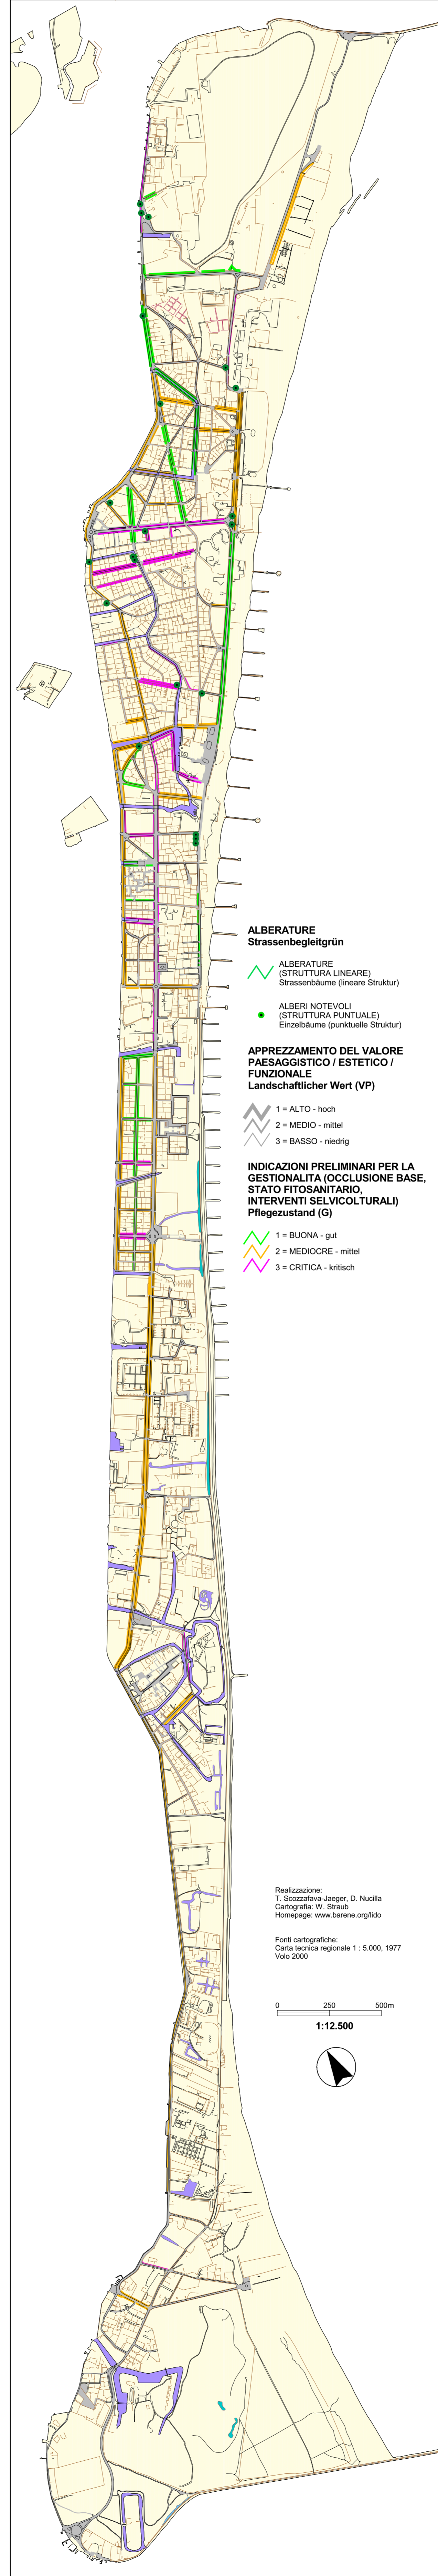 ALBERATURE
Strassenbegleitgrün
ALBERATURE
(STRUTTURA LINEARE)
Strassenbäume (lineare Struktur)
ALBERI NOTEVOLI
(STRUTTURA PUNTUALE)
Einzelbäume (punktuelle Struktur)
APPREZZAMENTO DEL VALORE
PAESAGGISTICO / ESTETICO /
FUNZIONALE
Landschaftlicher Wert (VP)
1 = ALTO - hoch
2 = MEDIO - mittel
3 = BASSO - niedrig
INDICAZIONI PRELIMINARI PER LA
GESTIONALITA (OCCLUSIONE BASE,
STATO FITOSANITARIO,
INTERVENTI SELVICOLTURALI)
Pflegezustand (G)
1 = BUONA - gut
2 = MEDIOCRE - mittel
3 = CRITICA - kritisch
Realizzazione:
T. Scozzafava-Jaeger, D. Nucilla
Cartografia: W. Straub
Homepage: www.barene.org/lido
Fonti cartografiche:
Carta tecnica regionale 1 : 5.000, 1977
Volo 2000
0 250 500m
1:12.500